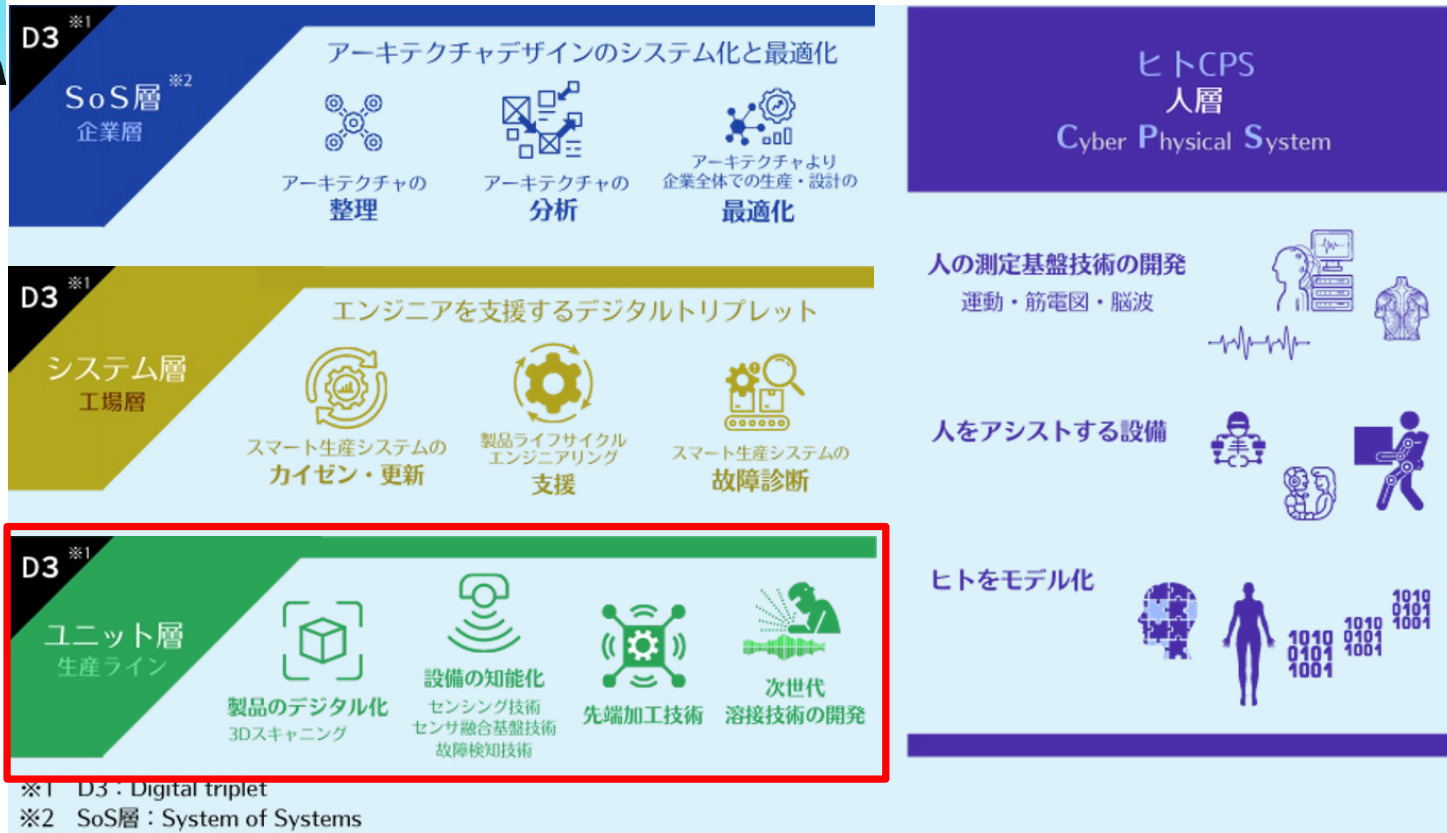 D3 ※1
SoS層 ※2
企業層
アーキテクチャデザインのシステム化と最適化
アーキテクチャの
整理
アーキテクチャの
分析
アーキテクチャより
企業全体での生産・設計の
最適化
D3 ※1
システム層
工場層
エンジニアを支援するデジタルトリプレット
スマート生産システムの
カイゼン・更新
製品ライフサイクル
エンジニアリング
支援
スマート生産システムの
故障診断
D3 ※1
ユニット層
生産ライン
製品のデジタル化
3Dスキャニング
設備の知能化
センシング技術
センサ融合基盤技術
故障検知技術
先端加工技術
次世代
溶接技術の開発
※1 D3：Digital triplet
※2 SoS層：System of Systems
ヒトCPS
人層
Cyber Physical System
人の測定基盤技術の開発
運動・筋電図・脳波
人をアシストする設備
ヒトをモデル化
1010
0101
1001
1010
0101
1001
1010
0101
1001